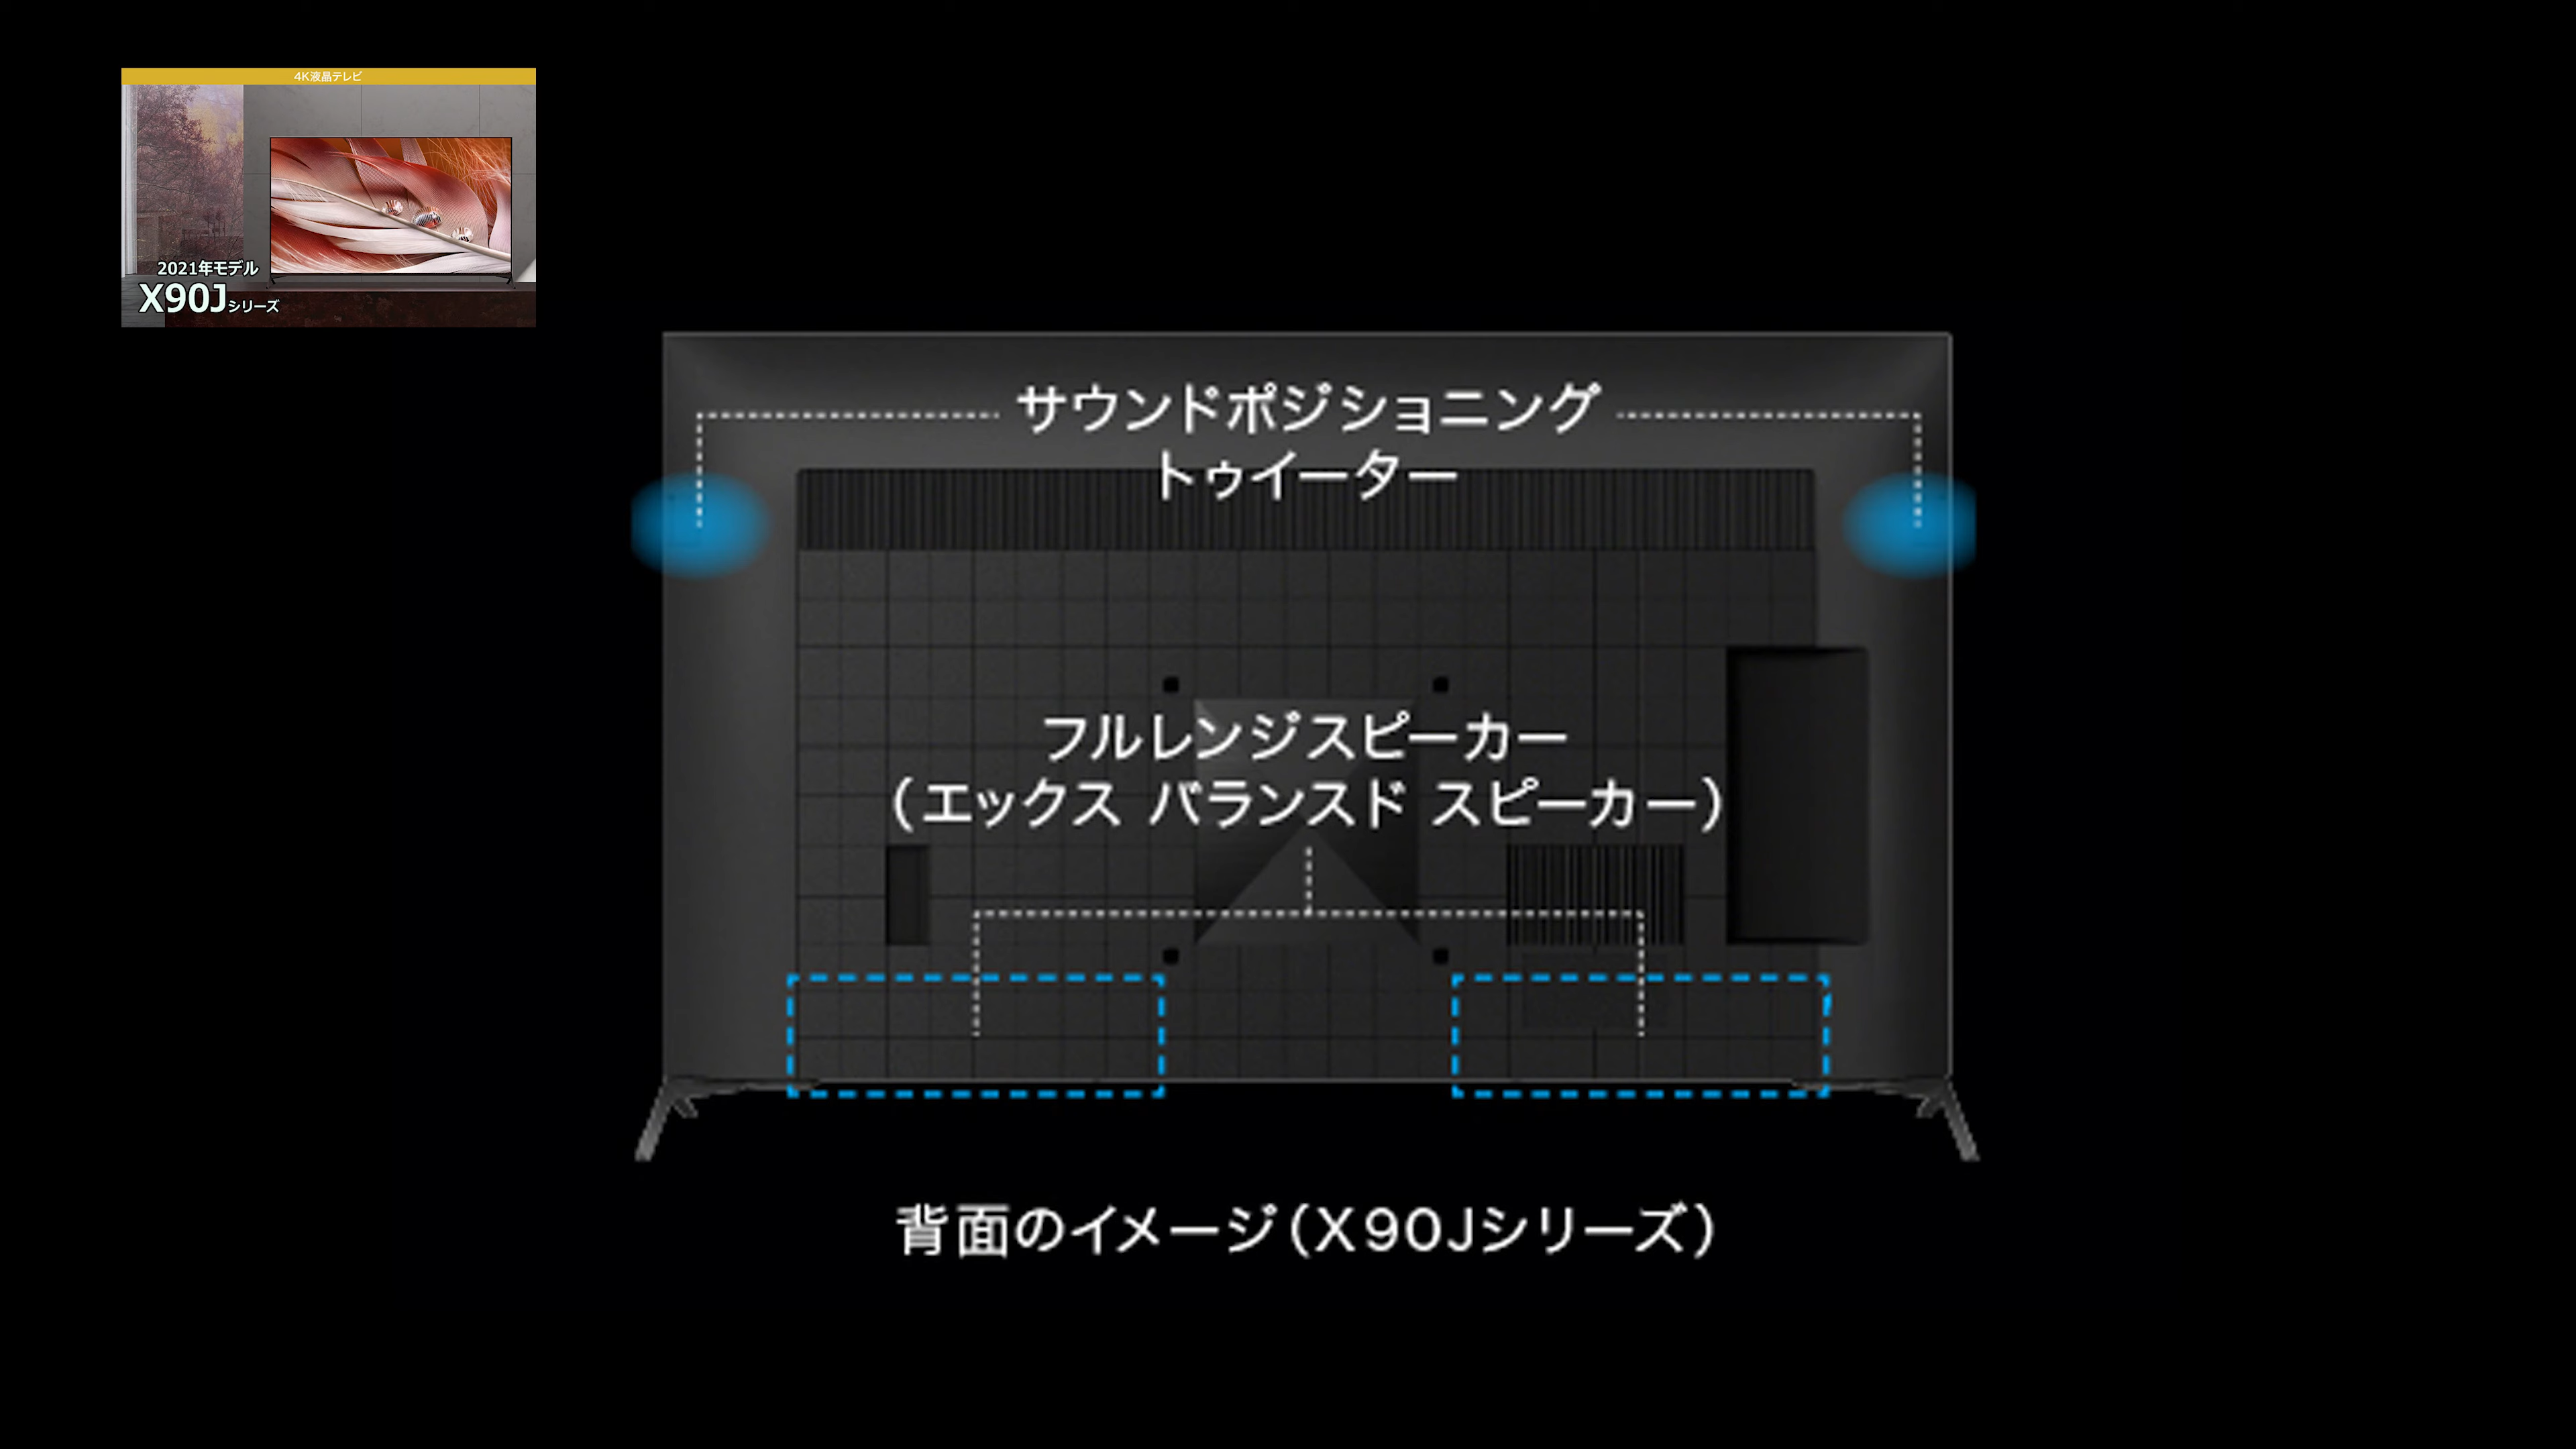 4K液晶テレビ
2021年モデル
X90Jシリーズ
サウンドポジショニング
トゥイーター
フルレンジスピーカー
（エックス バランスド スピーカー）
背面のイメージ（X90Jシリーズ）